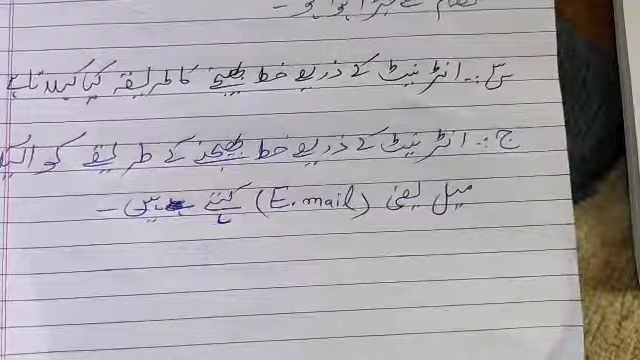 س:- انٹرنیٹ کے ذریعے خط بھیجنے کا طریقہ کیا کہلاتا ہے
ج:- انٹرنیٹ کے ذریعے خط بھیجنے کے طریقے کو
میل یعنی (E.mail) کہتے ہیں -